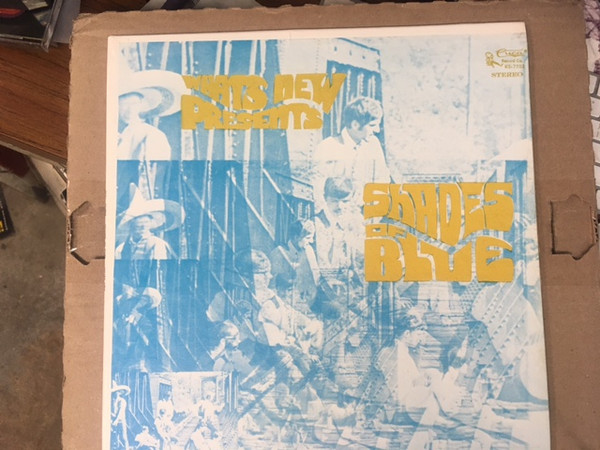 WHATS NEW
PRESENTS
SHADES
OF
BLUE
STEREO